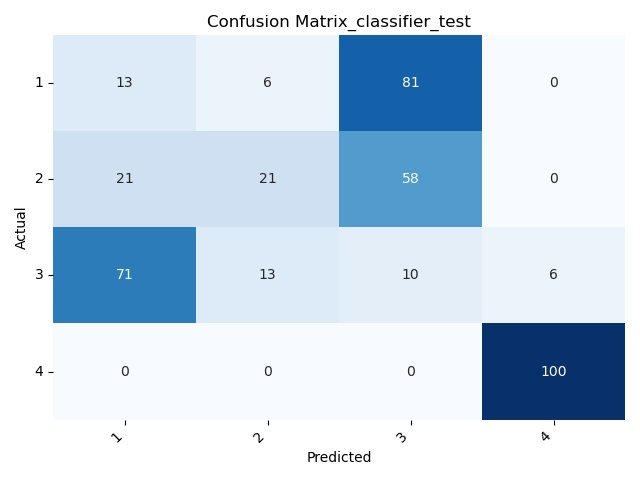 Confusion Matrix_classifier_test
Actual
1 13 6 81 0
2 21 21 58 0
3 71 13 10 6
4 0 0 0 100
1 2 3 4
Predicted